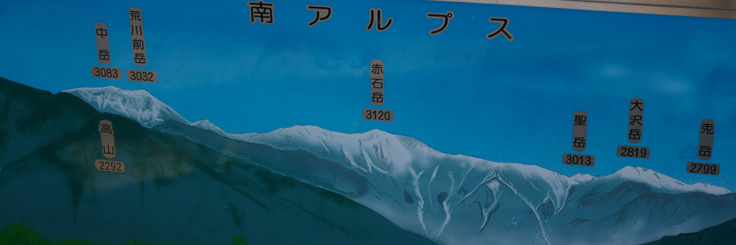 南アルプス
中岳
3083
荒川前岳
3032
高山
2292
赤石岳
3120
聖岳
3013
大沢岳
2819
兎岳
2799